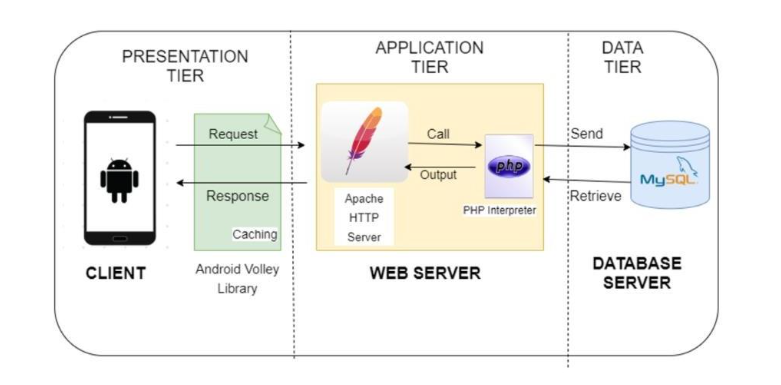 PRESENTATION
TIER
APPLICATION
TIER
DATA
TIER
Request
Response
Caching
Android Volley
Library
CLIENT
Call
Output
Apache
HTTP
Server
php
PHP Interpreter
WEB SERVER
Send
Retrieve
MySQL
DATABASE
SERVER